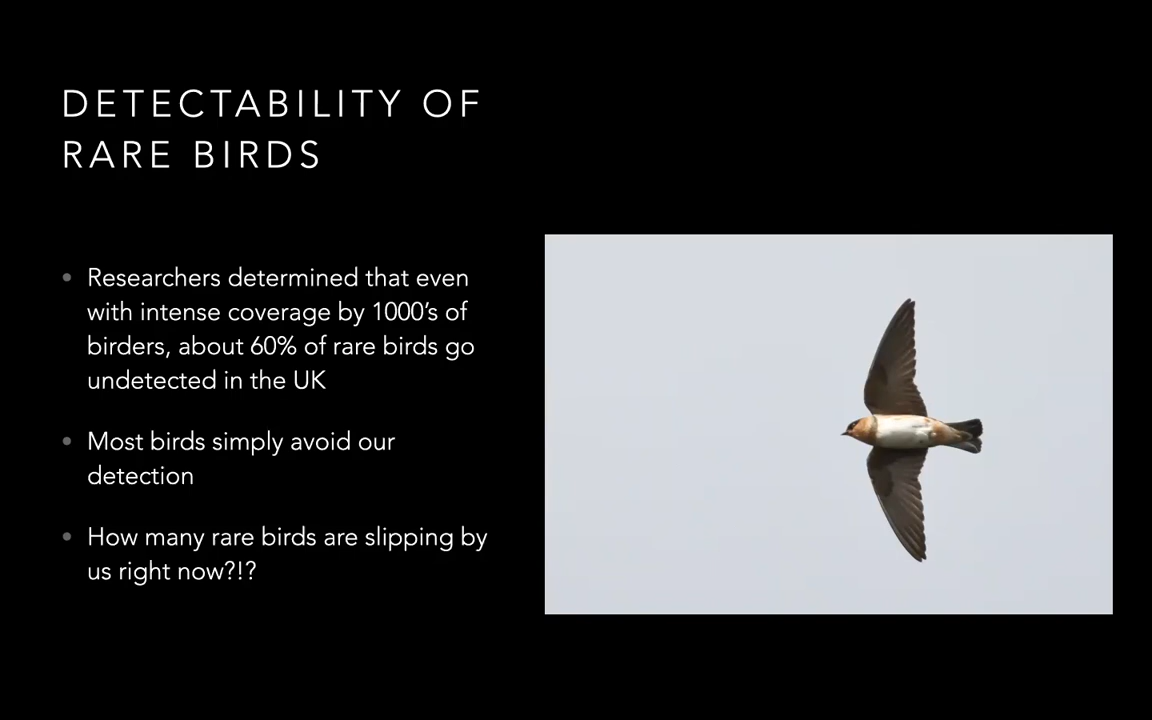 DETECTABILITY OF
RARE BIRDS
• Researchers determined that even
with intense coverage by 1000’s of
birders, about 60% of rare birds go
undetected in the UK
• Most birds simply avoid our
detection
• How many rare birds are slipping by
us right now?!?